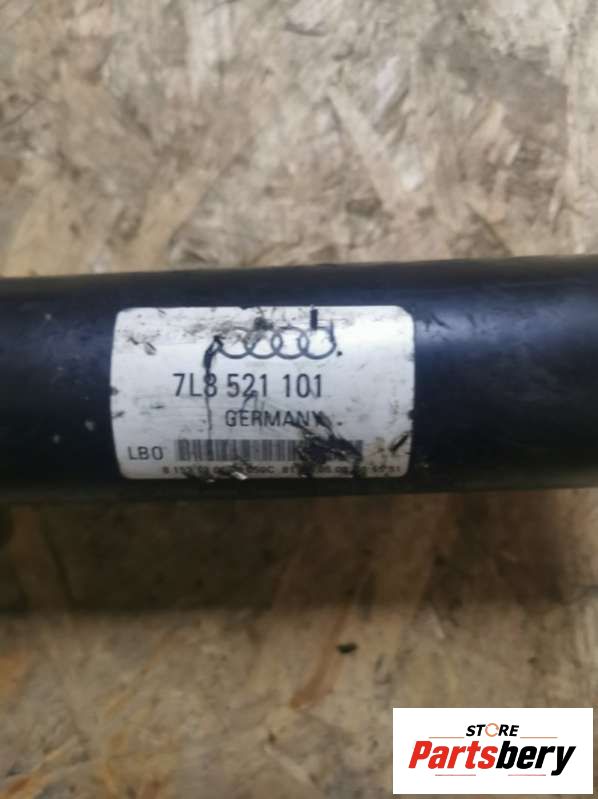 7L8 521 101
GERMANY
LBO
STORE
Partsbery